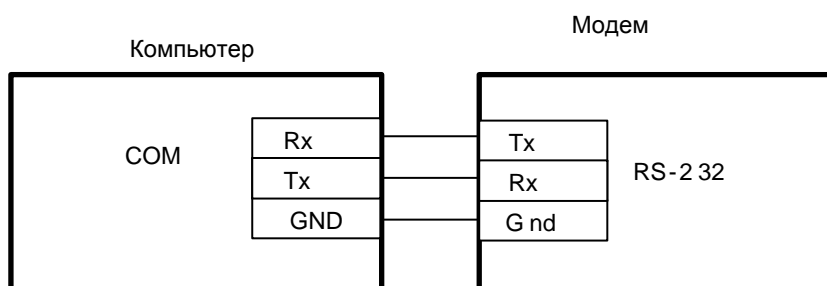 Компьютер
Модем
COM
Rx
Tx
GND
Tx
Rx
G nd
RS-2 32